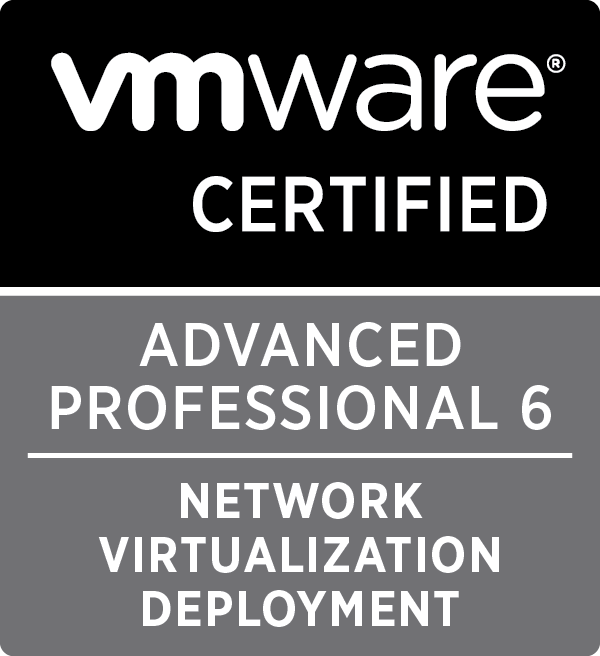 vmware®
CERTIFIED
ADVANCED
PROFESSIONAL 6
NETWORK
VIRTUALIZATION
DEPLOYMENT